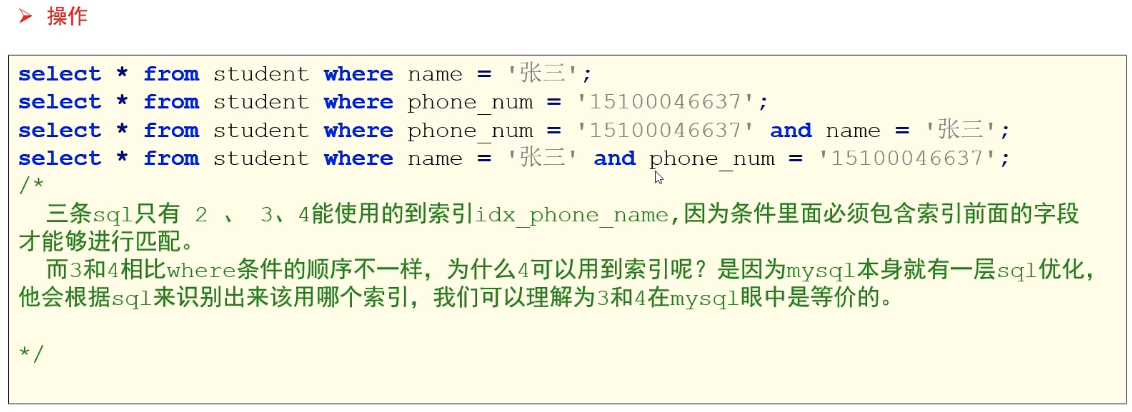 ➢ 操作
select * from student where name = '张三';
select * from student where phone_num = '15100046637';
select * from student where phone_num = '15100046637' and name = '张三';
select * from student where name = '张三' and phone_num = '15100046637';
/*
三条sql只有 2 、 3、4能使用的到索引idx_phone_name,因为条件里面必须包含索引前面的字段
才能够进行匹配。
而3和4相比where条件的顺序不一样，为什么4可以用到索引呢？是因为mysql本身就有一层sql优化，
他会根据sql来识别出来该用哪个索引，我们可以理解为3和4在mysql眼中是等价的。
*/